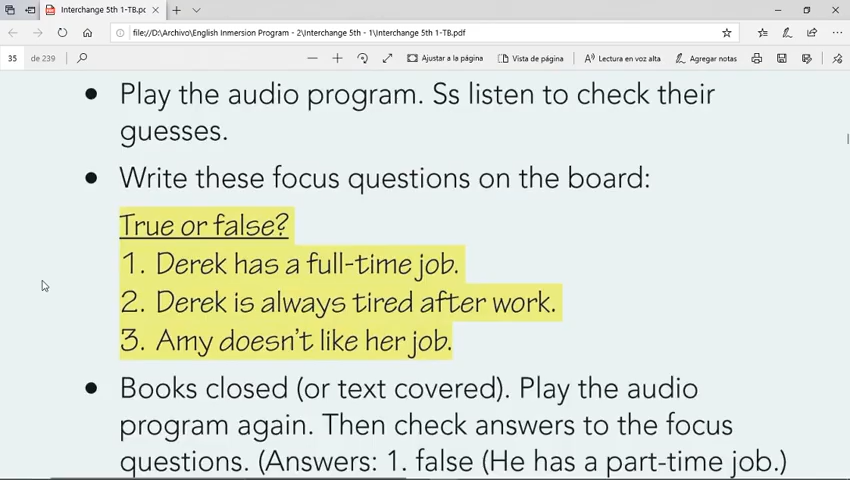 Interchange 5th 1-TB.pd
file://D:/Archivo/English Inmersion Program - 2/Interchange 5th - 1/Interchange 5th 1-TB.pdf
35 de 239 Ajustar a la página Vista de página Lectura en voz alta Agregar notas
• Play the audio program. Ss listen to check their
guesses.
• Write these focus questions on the board:
True or false?
1. Derek has a full-time job.
2. Derek is always tired after work.
3. Amy doesn't like her job.
• Books closed (or text covered). Play the audio
program again. Then check answers to the focus
questions. (Answers: 1. false (He has a part-time job.)